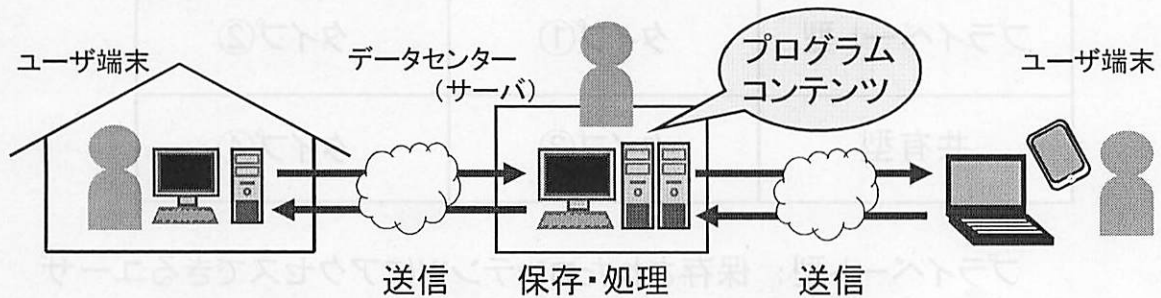 ユーザ端末
データセンター
(サーバ)
プログラム
コンテンツ
ユーザ端末
送信
保存・処理
送信